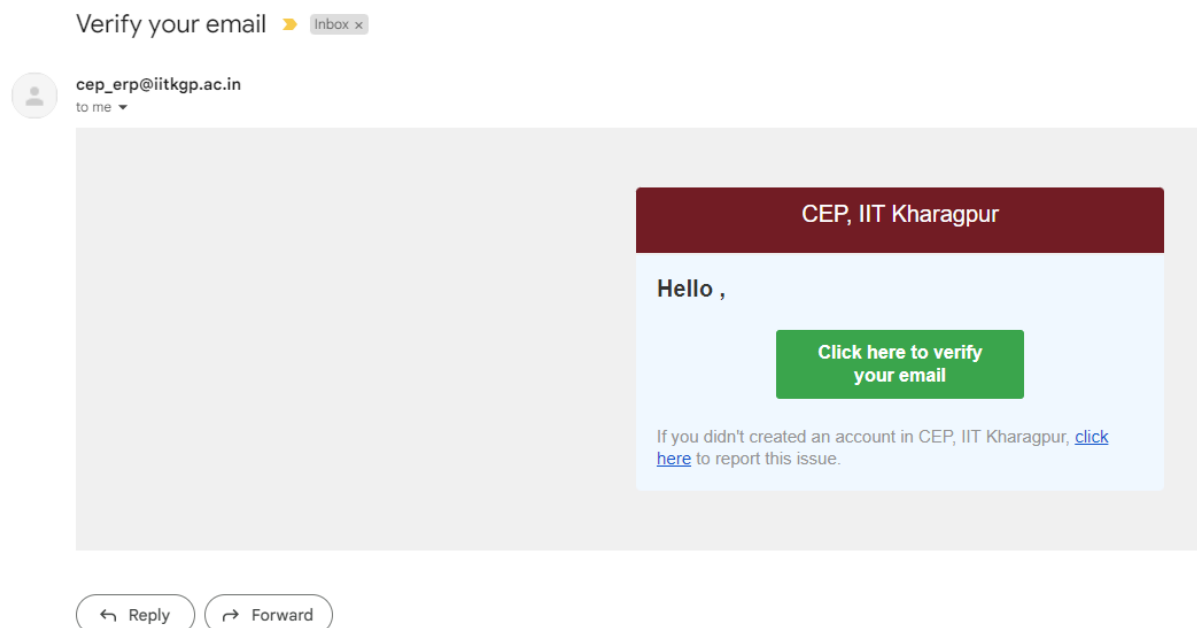 Verify your email
Inbox ×
cep_erp@iitkgp.ac.in
to me
CEP, IIT Kharagpur
Hello ,
Click here to verify
your email
If you didn't created an account in CEP, IIT Kharagpur, click
here to report this issue.
Reply
Forward